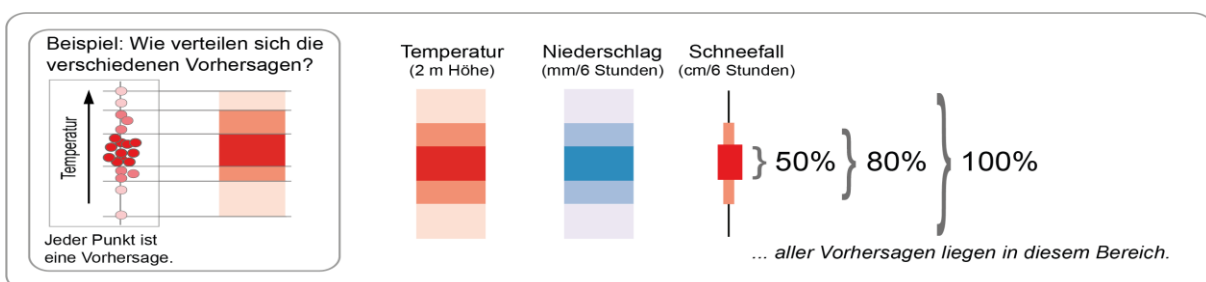 Beispiel: Wie verteilen sich die
verschiedenen Vorhersagen?
Temperatur
Jeder Punkt ist
eine Vorhersage.
Temperatur
(2 m Höhe)
Niederschlag
(mm/6 Stunden)
Schneefall
(cm/6 Stunden)
50%
80%
100%
... aller Vorhersagen liegen in diesem Bereich.